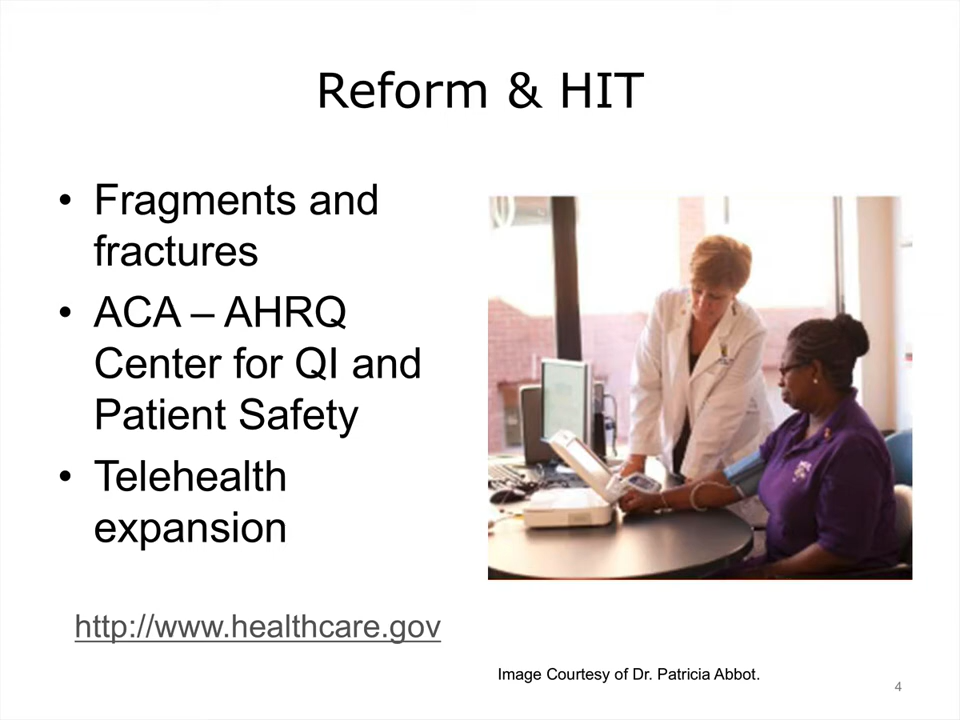 Reform & HIT
• Fragments and
fractures
• ACA – AHRQ
Center for QI and
Patient Safety
• Telehealth
expansion
http://www.healthcare.gov
Image Courtesy of Dr. Patricia Abbot.
4